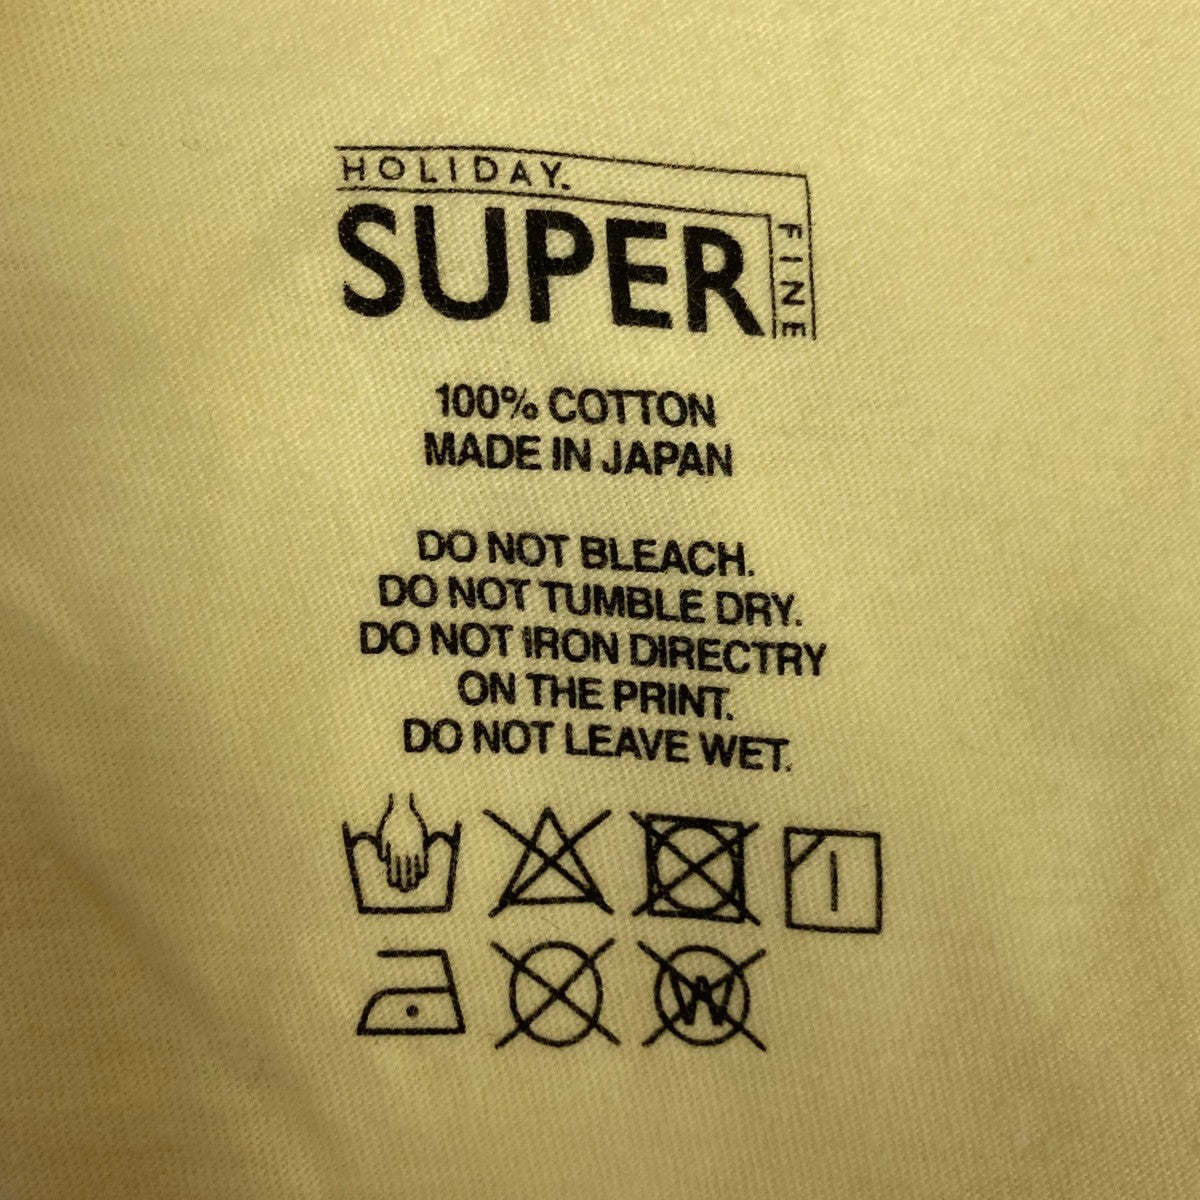 HOLIDAY.
SUPER
FINE
100% COTTON
MADE IN JAPAN
DO NOT BLEACH.
DO NOT TUMBLE DRY.
DO NOT IRON DIRECTRY
ON THE PRINT.
DO NOT LEAVE WET.
W